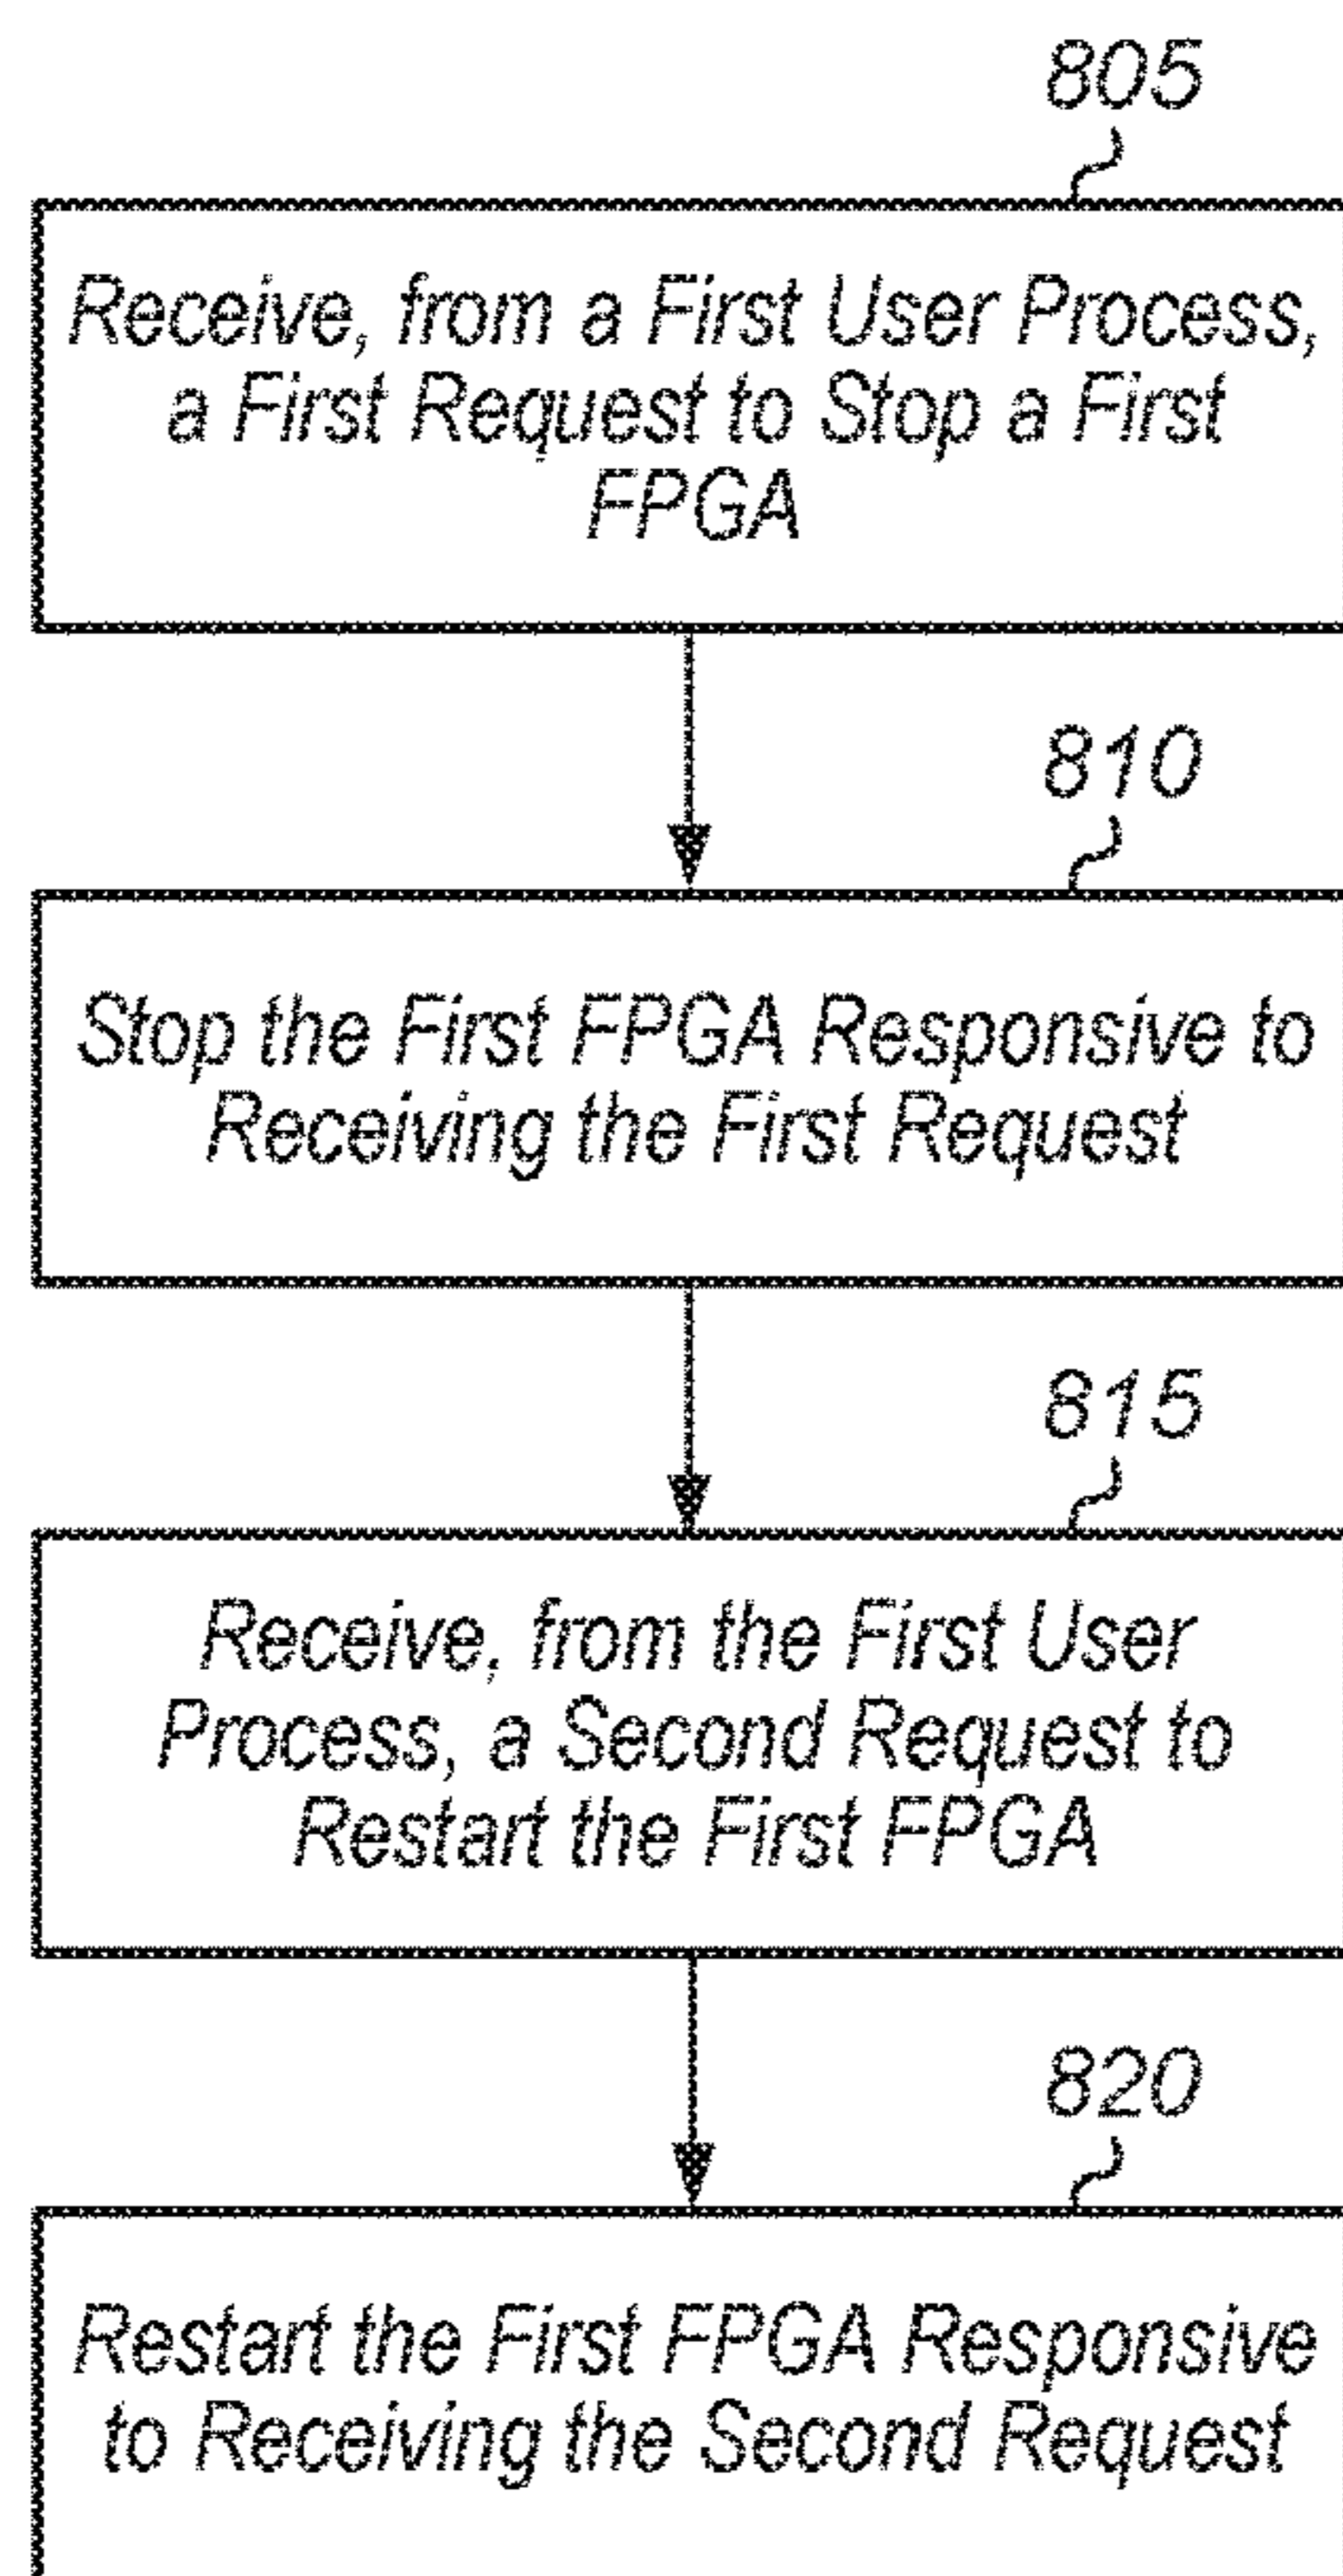 805
Receive, from a First User Process,
a First Request to Stop a First
FPGA
810
Stop the First FPGA Responsive to
Receiving the First Request
815
Receive, from the First User
Process, a Second Request to
Restart the First FPGA
820
Restart the First FPGA Responsive
to Receiving the Second Request